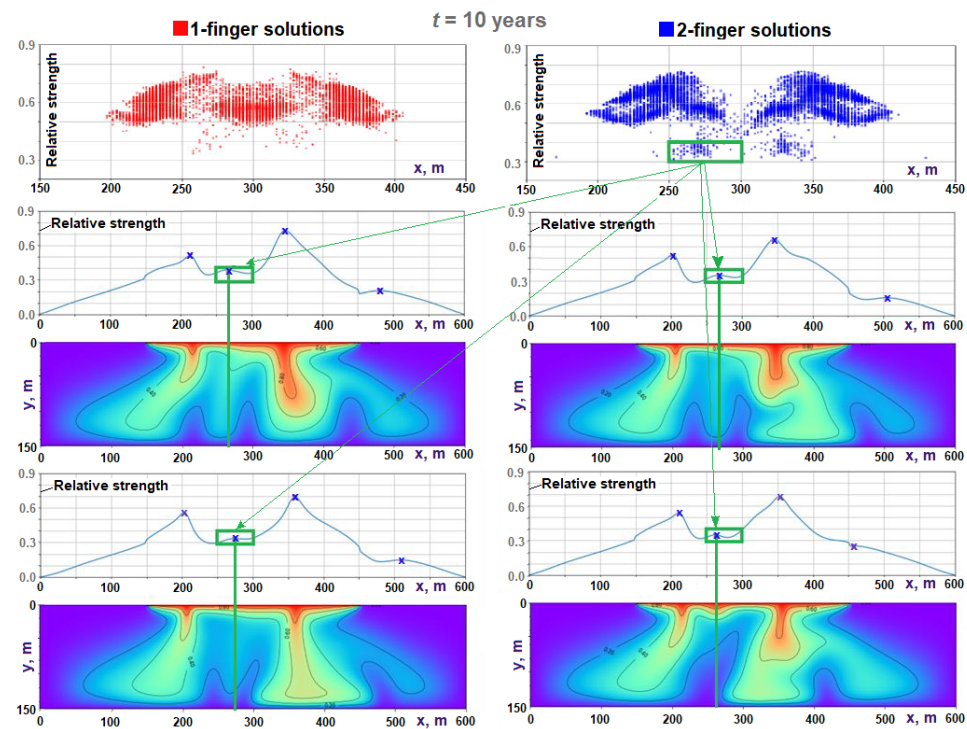 t = 10 years
1-finger solutions
2-finger solutions
0.9
Relative strength
0.6
0.3
x, m
150 200 250 300 350 400 450
0.9
Relative strength
0.6
0.3
x, m
150 200 250 300 350 400 450
0.9
Relative strength
0.6
0.3
0.0
0 100 200 300 400 500 600
x, m
0.9
Relative strength
0.6
0.3
0.0
0 100 200 300 400 500 600
x, m
0
y, m
150
0 100 200 300 400 500 600
x, m
0
y, m
150
0 100 200 300 400 500 600
x, m
0.9
Relative strength
0.6
0.3
0.0
0 100 200 300 400 500 600
x, m
0.9
Relative strength
0.6
0.3
0.0
0 100 200 300 400 500 600
x, m
0
y, m
150
0 100 200 300 400 500 600
x, m
0
y, m
150
0 100 200 300 400 500 600
x, m